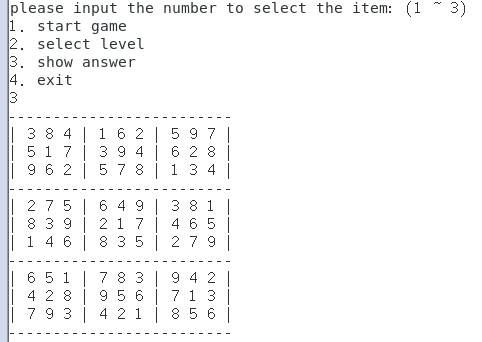 please input the number to select the item: (1 ~ 3)
1. start game
2. select level
3. show answer
4. exit
3
-------------------------
| 3 8 4 | 1 6 2 | 5 9 7 |
| 5 1 7 | 3 9 4 | 6 2 8 |
| 9 6 2 | 5 7 8 | 1 3 4 |
-------------------------
| 2 7 5 | 6 4 9 | 3 8 1 |
| 8 3 9 | 2 1 7 | 4 6 5 |
| 1 4 6 | 8 3 5 | 2 7 9 |
-------------------------
| 6 5 1 | 7 8 3 | 9 4 2 |
| 4 2 8 | 9 5 6 | 7 1 3 |
| 7 9 3 | 4 2 1 | 8 5 6 |
-------------------------